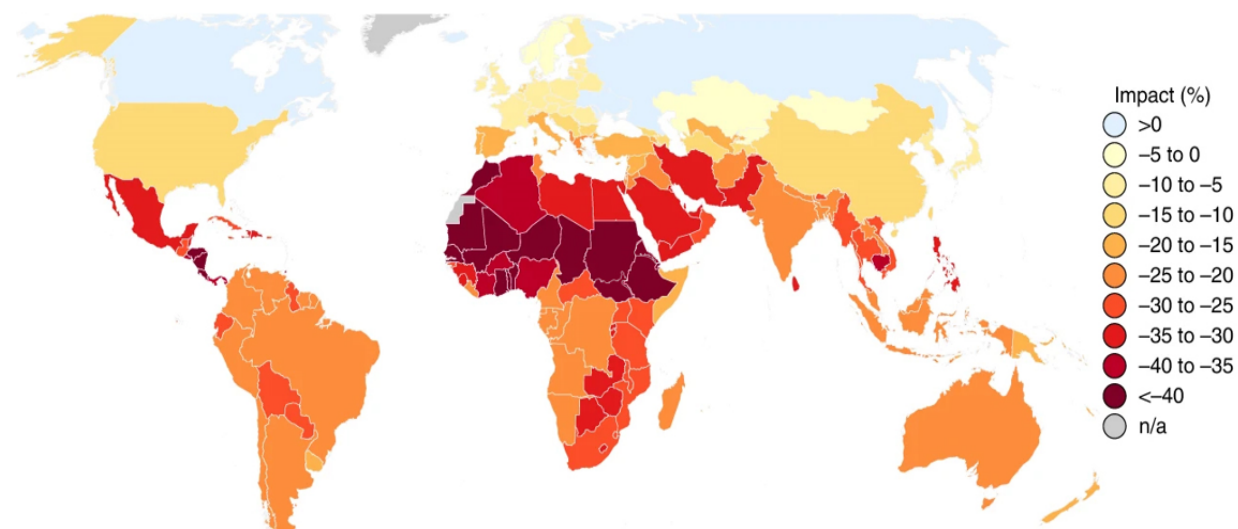 Impact (%)
>0
–5 to 0
–10 to –5
–15 to –10
–20 to –15
–25 to –20
–30 to –25
–35 to –30
–40 to –35
<–40
n/a